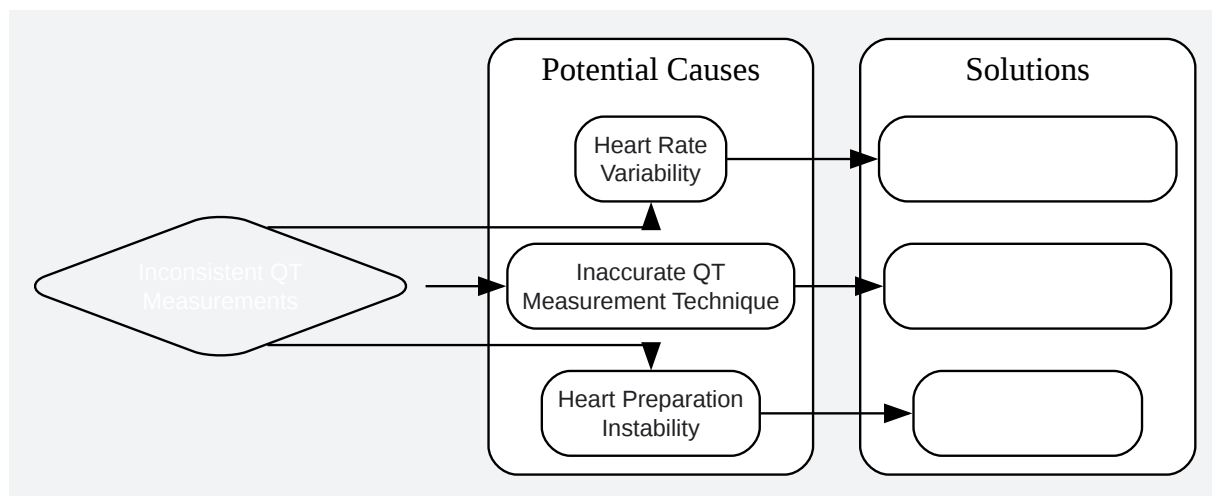 Potential Causes
Solutions
Heart Rate
Variability
Inconsistent QT
Measurements
Inaccurate QT
Measurement Technique
Heart Preparation
Instability